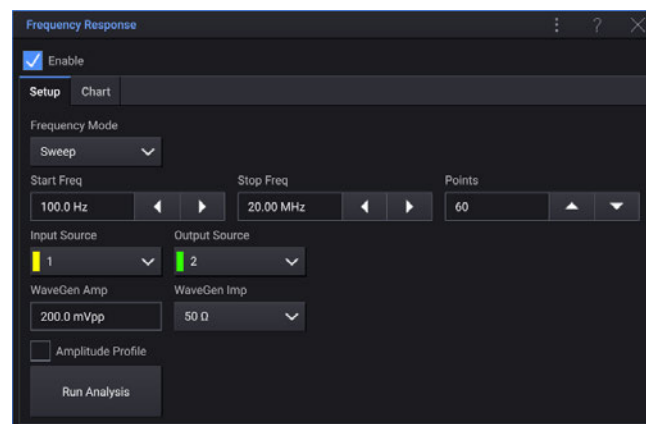 Frequency Response ?
Enable
Setup Chart
Frequency Mode
Sweep
Start Freq Stop Freq Points
100.0 Hz 20.00 MHz 60
Input Source Output Source
1 2
WaveGen Amp WaveGen Imp
200.0 mVpp 50 Ω
Amplitude Profile
Run Analysis